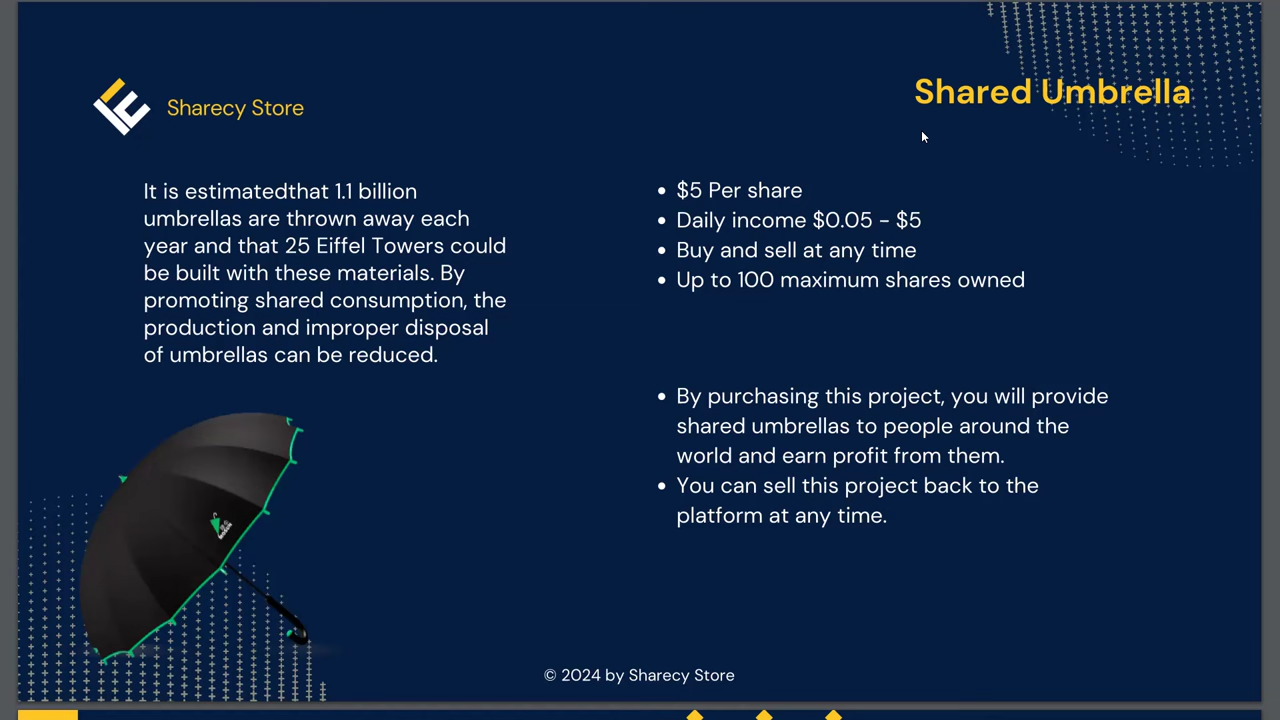 Sharecy Store
Shared Umbrella
It is estimatedthat 1.1 billion
umbrellas are thrown away each
year and that 25 Eiffel Towers could
be built with these materials. By
promoting shared consumption, the
production and improper disposal
of umbrellas can be reduced.
• $5 Per share
• Daily income $0.05 - $5
• Buy and sell at any time
• Up to 100 maximum shares owned
• By purchasing this project, you will provide
shared umbrellas to people around the
world and earn profit from them.
• You can sell this project back to the
platform at any time.
© 2024 by Sharecy Store